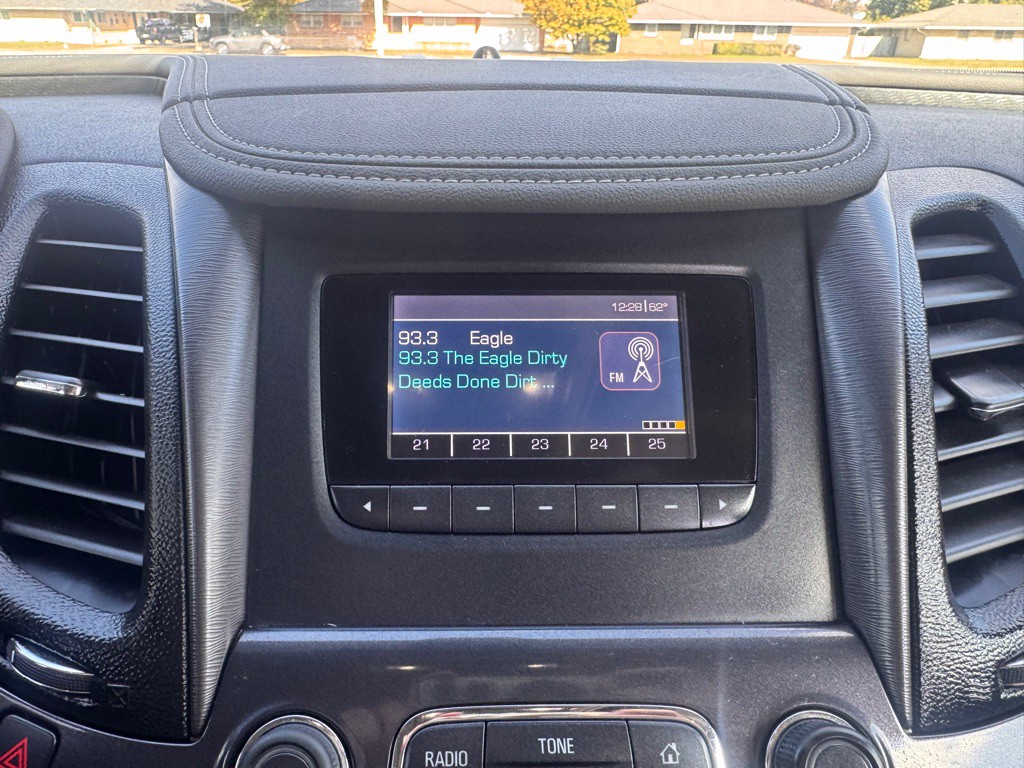 12:28 62°
93.3 Eagle
93.3 The Eagle Dirty
Deeds Done Dirt ...
FM
21 22 23 24 25
RADIO TONE